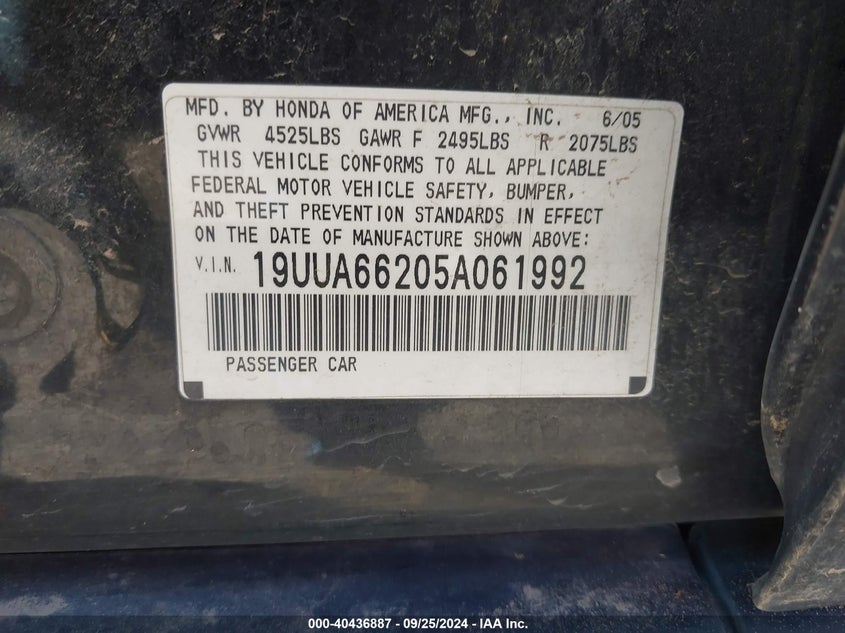 MFD. BY HONDA OF AMERICA MFG., INC. 6/05
GVWR 4525LBS GAWR F 2495LBS R 2075LBS
THIS VEHICLE CONFORMS TO ALL APPLICABLE
FEDERAL MOTOR VEHICLE SAFETY, BUMPER,
AND THEFT PREVENTION STANDARDS IN EFFECT
ON THE DATE OF MANUFACTURE SHOWN ABOVE:
V.I.N. 19UUA66205A061992
PASSENGER CAR
000-40436887 - 09/25/2024 - IAA Inc.